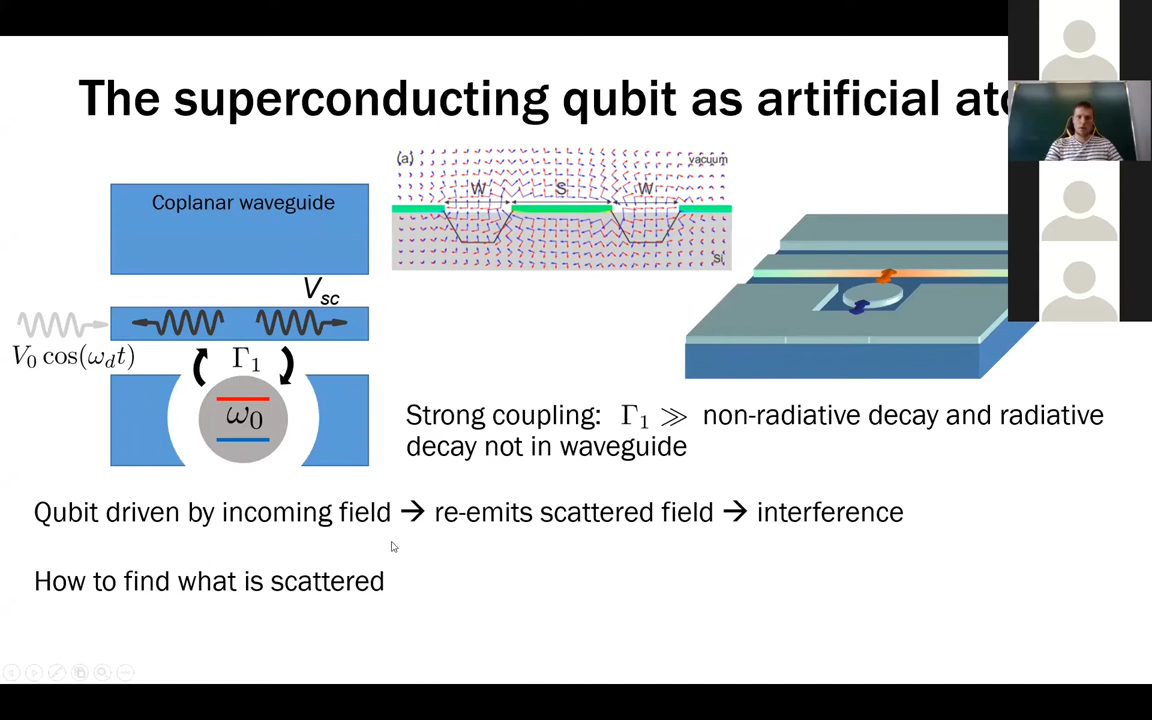 The superconducting qubit as artificial
(a)
vacuum
W
S
W
Si
Coplanar waveguide
V_sc
V_0 cos(ω_d t)
Γ_1
ω_0
Strong coupling: Γ_1 ≫ non-radiative decay and radiative
decay not in waveguide
Qubit driven by incoming field → re-emits scattered field → interference
How to find what is scattered